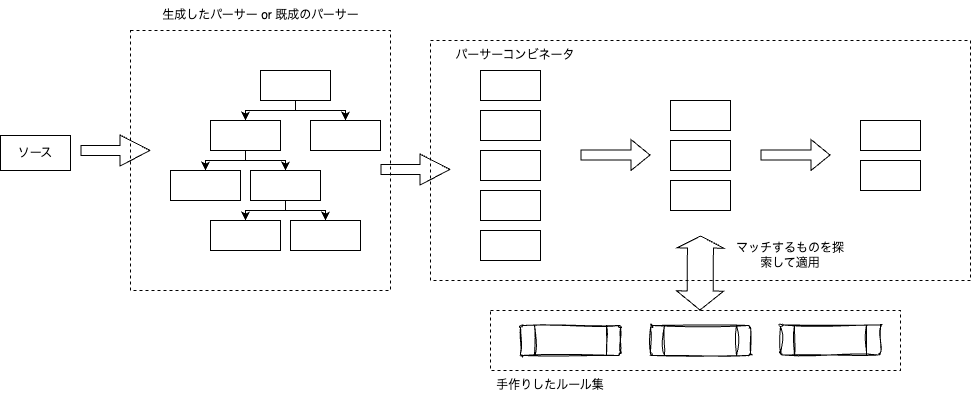 生成したパーサー or 既成のパーサー
パーサーコンビネータ
ソース
マッチするものを探
索して適用
手作りしたルール集